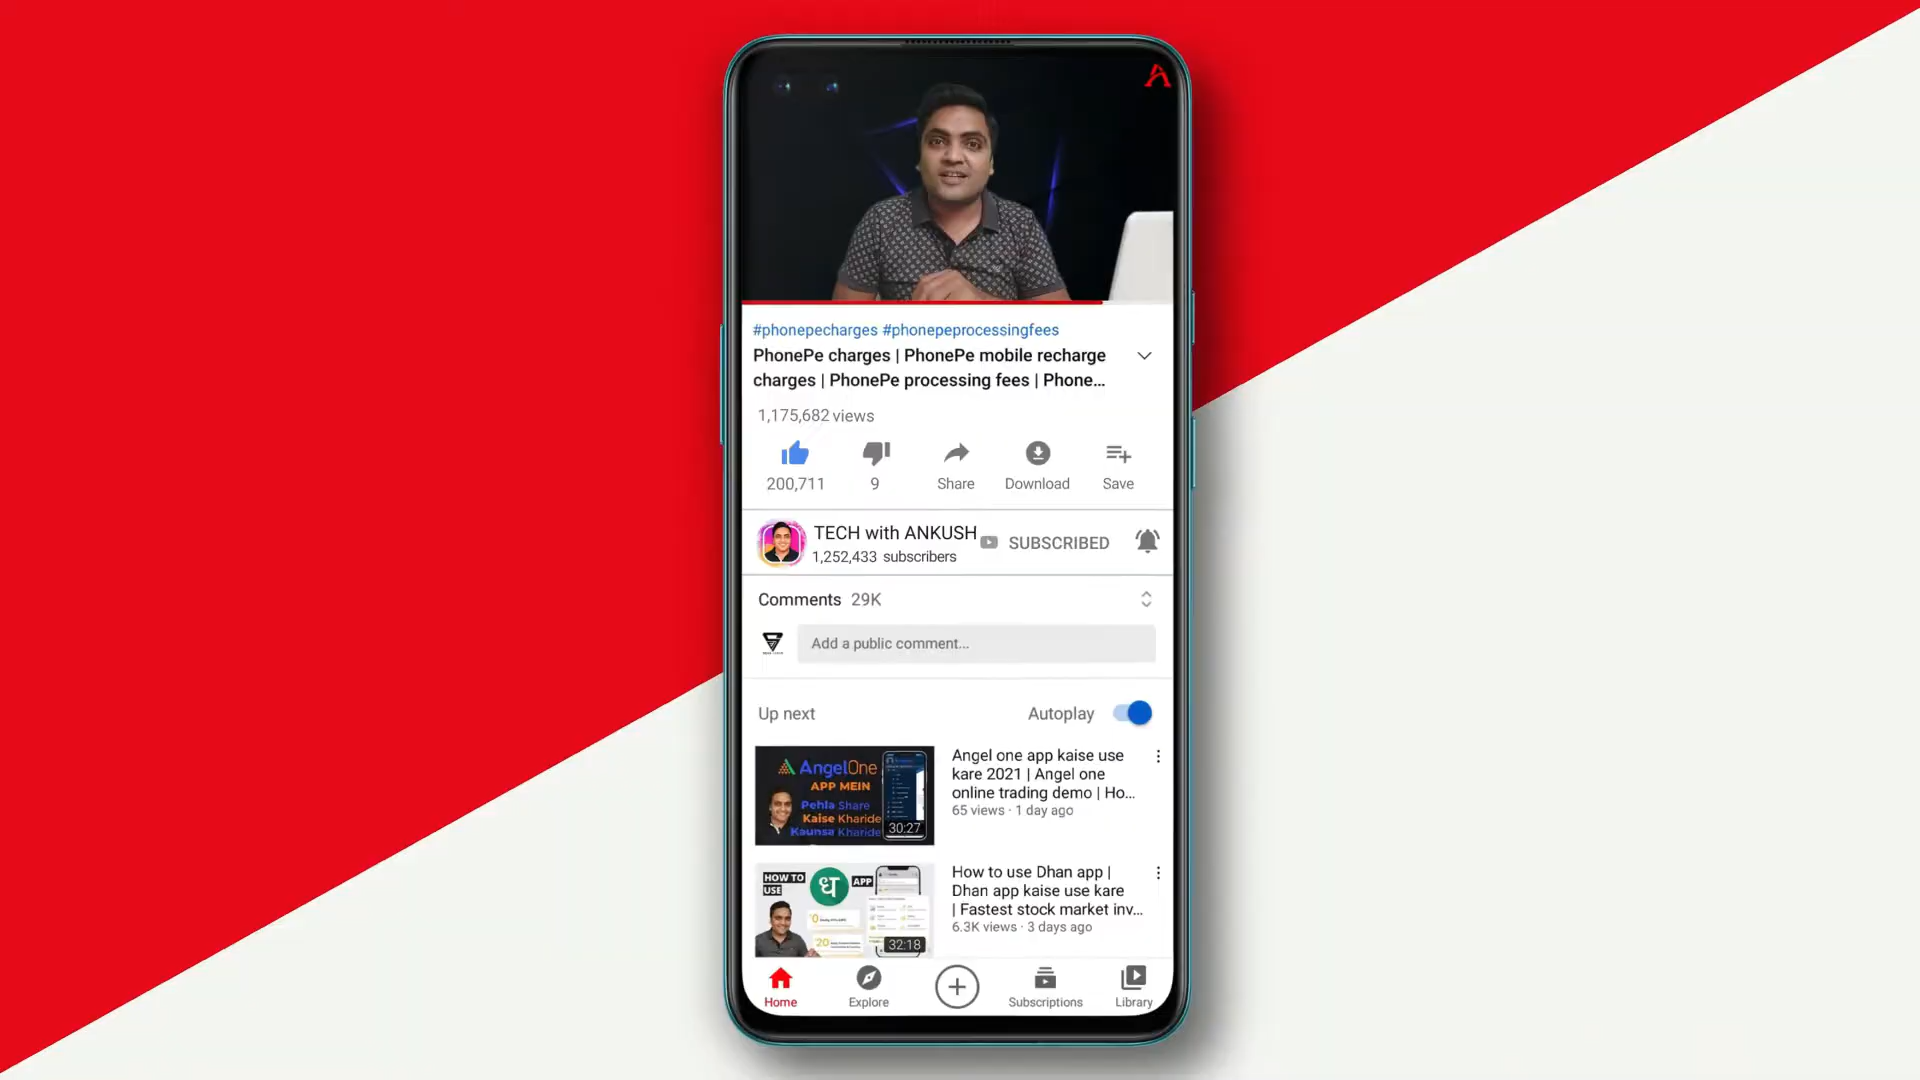 #phonepecharges #phonepeprocessingfees
PhonePe charges | PhonePe mobile recharge
charges | PhonePe processing fees | Phone...
1,175,682 views
200,711
9
Share
Download
Save
TECH with ANKUSH
1,252,433 subscribers
SUBSCRIBED
Comments 29K
Add a public comment...
Up next
Autoplay
AngelOne
APP MEIN
Pehla Share
Kaise Kharide
Kaunsa Kharide
30:27
Angel one app kaise use
kare 2021 | Angel one
online trading demo | Ho...
65 views · 1 day ago
HOW TO
USE
ध
APP
0
20
32:18
How to use Dhan app |
Dhan app kaise use kare
| Fastest stock market inv...
6.3K views · 3 days ago
Home
Explore
Subscriptions
Library